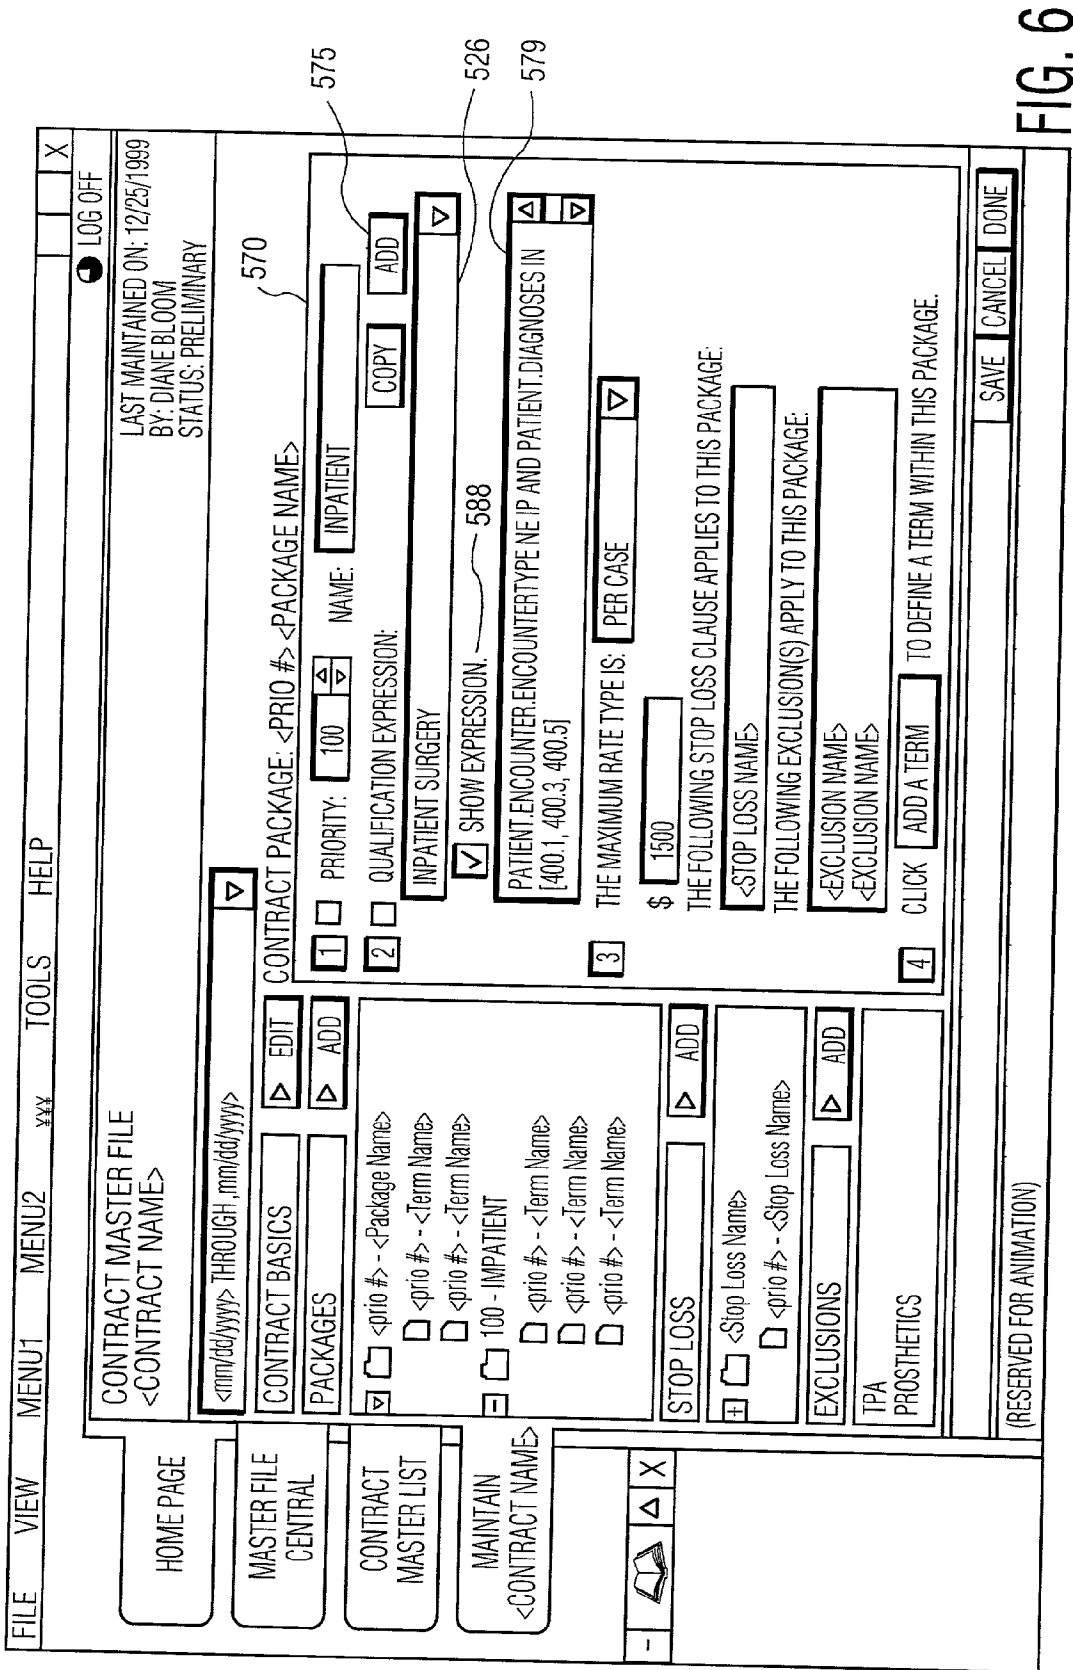 FILE VIEW MENU1 MENU2 ¥¥¥ TOOLS HELP X
LOG OFF
HOME PAGE
MASTER FILE
CENTRAL
CONTRACT
MASTER LIST
MAINTAIN
<CONTRACT NAME>
- X
CONTRACT MASTER FILE
<CONTRACT NAME>
LAST MAINTAINED ON: 12/25/1999
BY: DIANE BLOOM
STATUS: PRELIMINARY
<mm/dd/yyyy> THROUGH ,mm/dd/yyyy>
CONTRACT BASICS EDIT
PACKAGES ADD
<prio #> - <Package Name>
<prio #> - <Term Name>
<prio #> - <Term Name>
- 100 - IMPATIENT
<prio #> - <Term Name>
<prio #> - <Term Name>
<prio #> - <Term Name>
STOP LOSS ADD
+ <Stop Loss Name>
<prio #> - <Stop Loss Name>
EXCLUSIONS ADD
TPA
PROSTHETICS
CONTRACT PACKAGE: <PRIO #> <PACKAGE NAME>
570
1 PRIORITY: 100 NAME: INPATIENT
2 QUALIFICATION EXPRESSION: COPY ADD
575
INPATIENT SURGERY
526
SHOW EXPRESSION. 588
PATIENT.ENCOUNTER.ENCOUNTERTYPE NE IP AND PATIENT.DIAGNOSES IN
[400.1, 400.3, 400.5]
579
3 THE MAXIMUM RATE TYPE IS: PER CASE
$ 1500
THE FOLLOWING STOP LOSS CLAUSE APPLIES TO THIS PACKAGE:
<STOP LOSS NAME>
THE FOLLOWING EXCLUSION(S) APPLY TO THIS PACKAGE:
<EXCLUSION NAME>
<EXCLUSION NAME>
4 CLICK ADD A TERM TO DEFINE A TERM WITHIN THIS PACKAGE.
SAVE CANCEL DONE
(RESERVED FOR ANIMATION)
FIG. 6